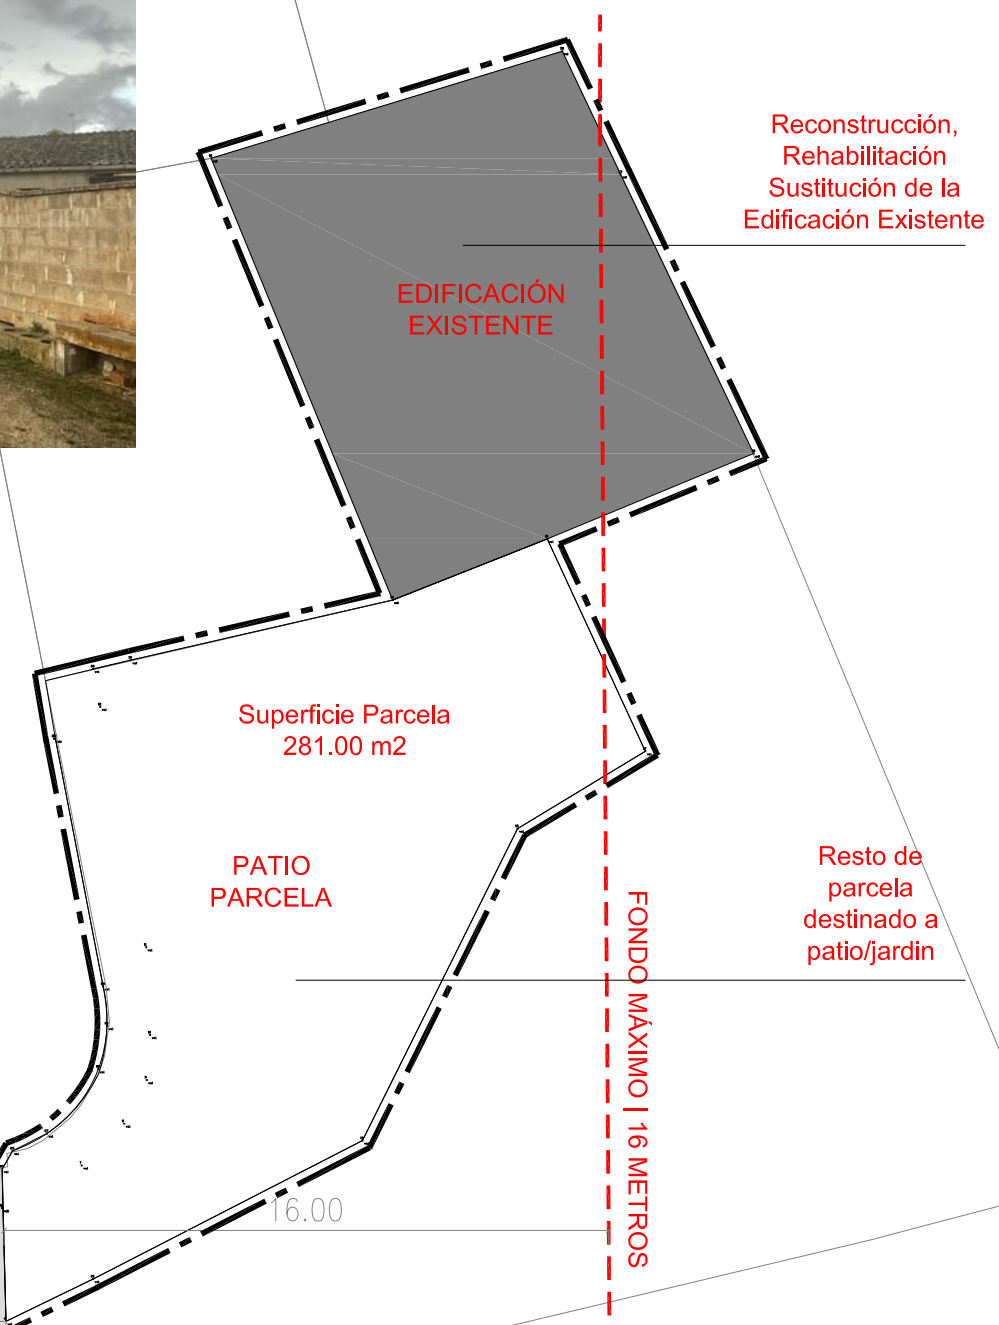 Reconstrucción,
Rehabilitación
Sustitución de la
Edificación Existente
EDIFICACIÓN
EXISTENTE
Superficie Parcela
281.00 m2
PATIO
PARCELA
Resto de
parcela
destinado a
patio/jardin
FONDO MÁXIMO | 16 METROS
16.00